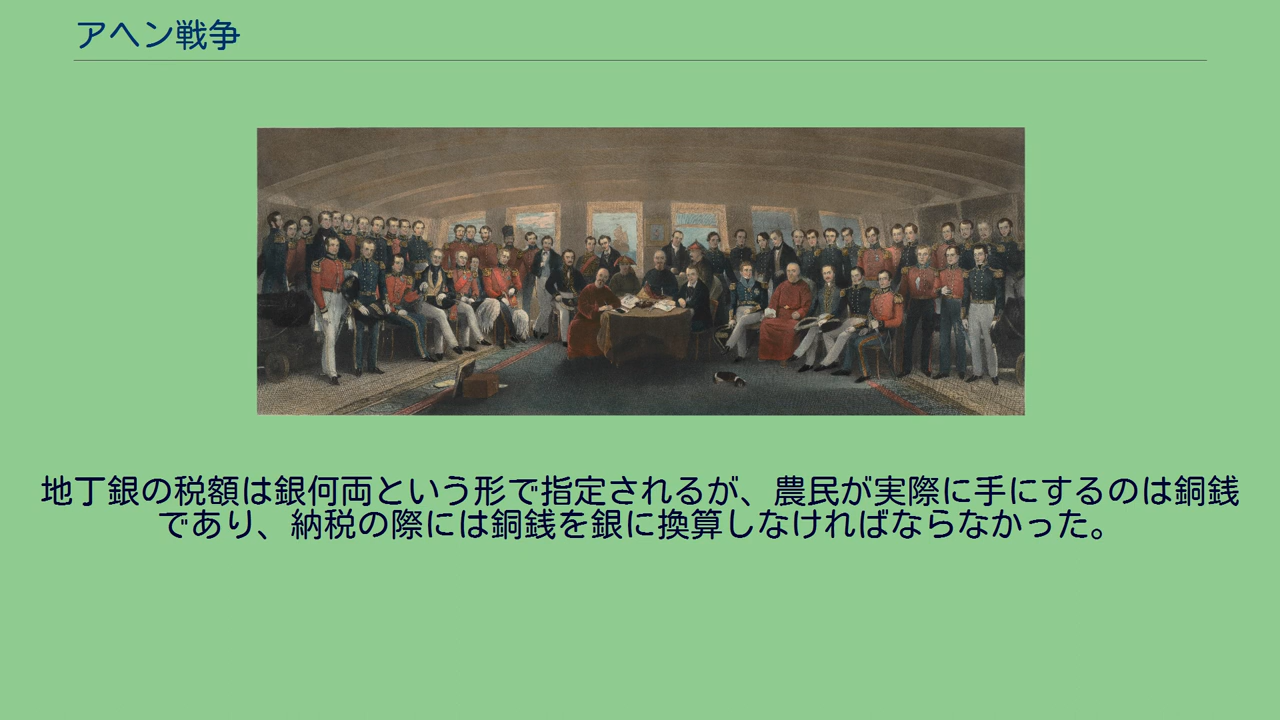 アヘン戦争
地丁銀の税額は銀何両という形で指定されるが、農民が実際に手にするのは銅銭
であり、納税の際には銅銭を銀に換算しなければならなかった。